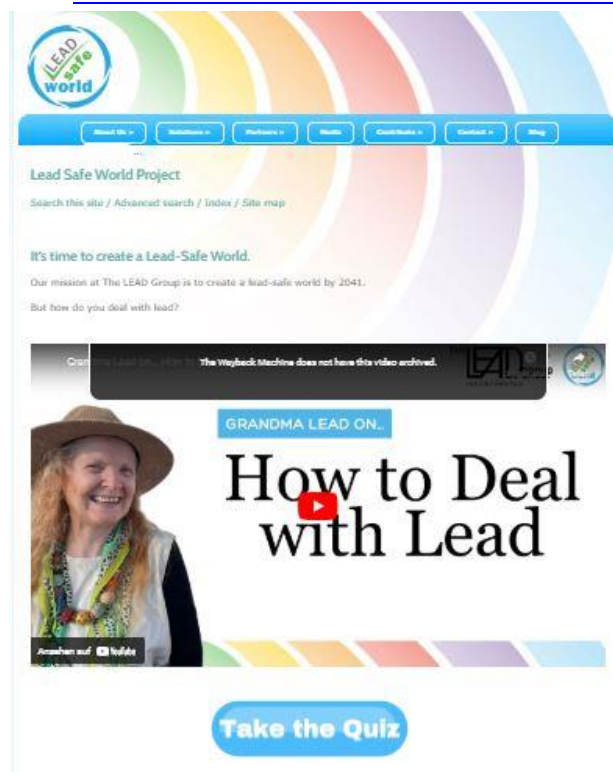 LEAD
safe
world
About Us »
Solutions »
Partners »
Media
Contribute »
Contact »
Blog
...
Lead Safe World Project
Search this site / Advanced search / Index / Site map
It's time to create a Lead-Safe World.
Our mission at The LEAD Group is to create a lead-safe world by 2041.
But how do you deal with lead?
The Wayback Machine does not have this video archived.
LEAD
GRANDMA LEAD ON...
How to Deal
with Lead
Ansehen auf YouTube
Take the Quiz